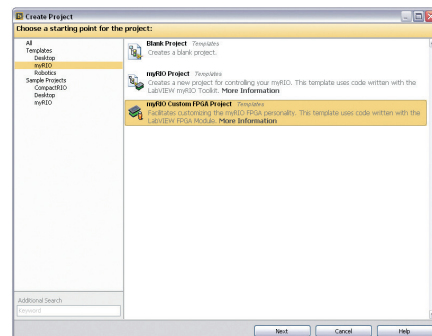 Create Project
Choose a starting point for the project:
All
Templates
Desktop
myRIO
Robotics
Sample Projects
CompactRIO
Desktop
myRIO
Additional Search
Keyword
Blank Project Templates
Creates a blank project.
myRIO Project Templates
Creates a new project for controlling your myRIO. This template uses code written with the
LabVIEW myRIO Toolkit. More Information
myRIO Custom FPGA Project Templates
Facilitates customizing the myRIO FPGA personality. This template uses code written with the
LabVIEW FPGA Module. More Information
Next
Cancel
Help